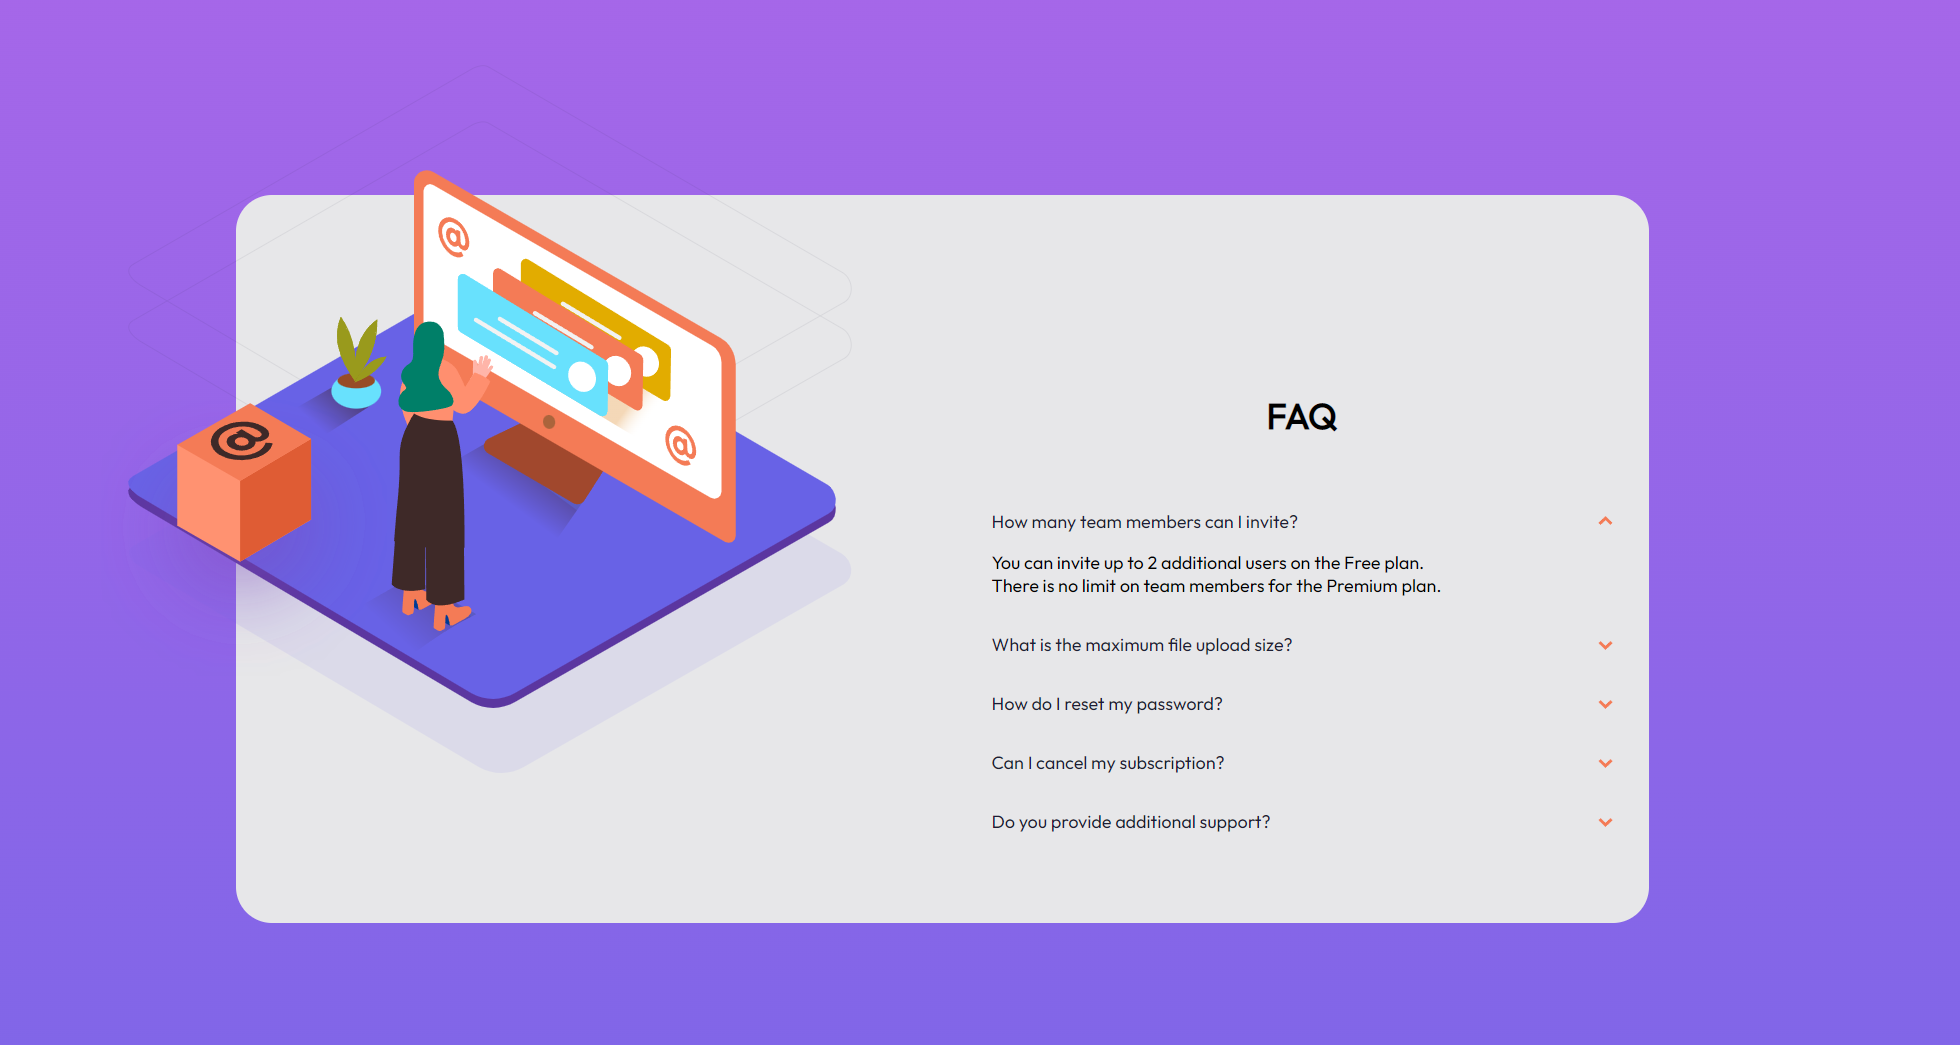 @
@
@
FAQ
How many team members can I invite?
You can invite up to 2 additional users on the Free plan.
There is no limit on team members for the Premium plan.
What is the maximum file upload size?
How do I reset my password?
Can I cancel my subscription?
Do you provide additional support?